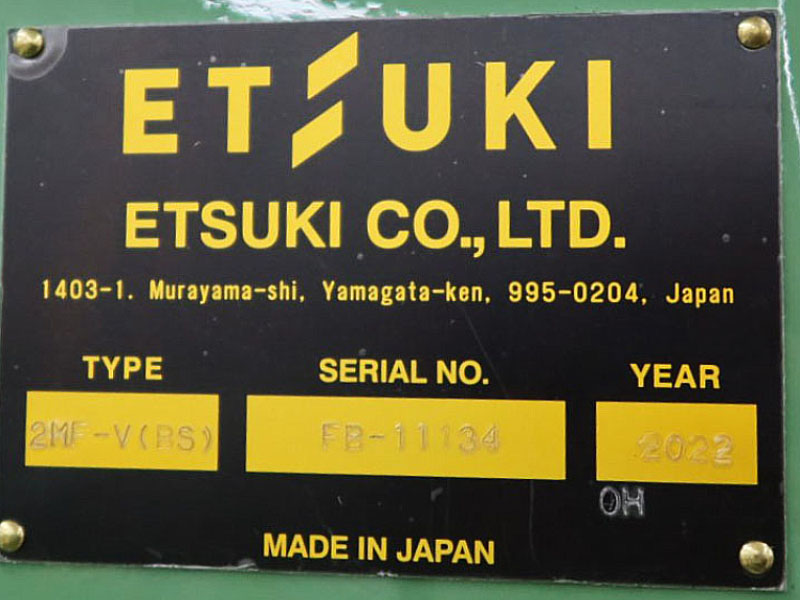 ETSUKI
ETSUKI CO., LTD.
1403-1. Murayama-shi, Yamagata-ken, 995-0204, Japan
TYPE SERIAL NO. YEAR
2MF-V(BS) FB-11134 2022
OH
MADE IN JAPAN